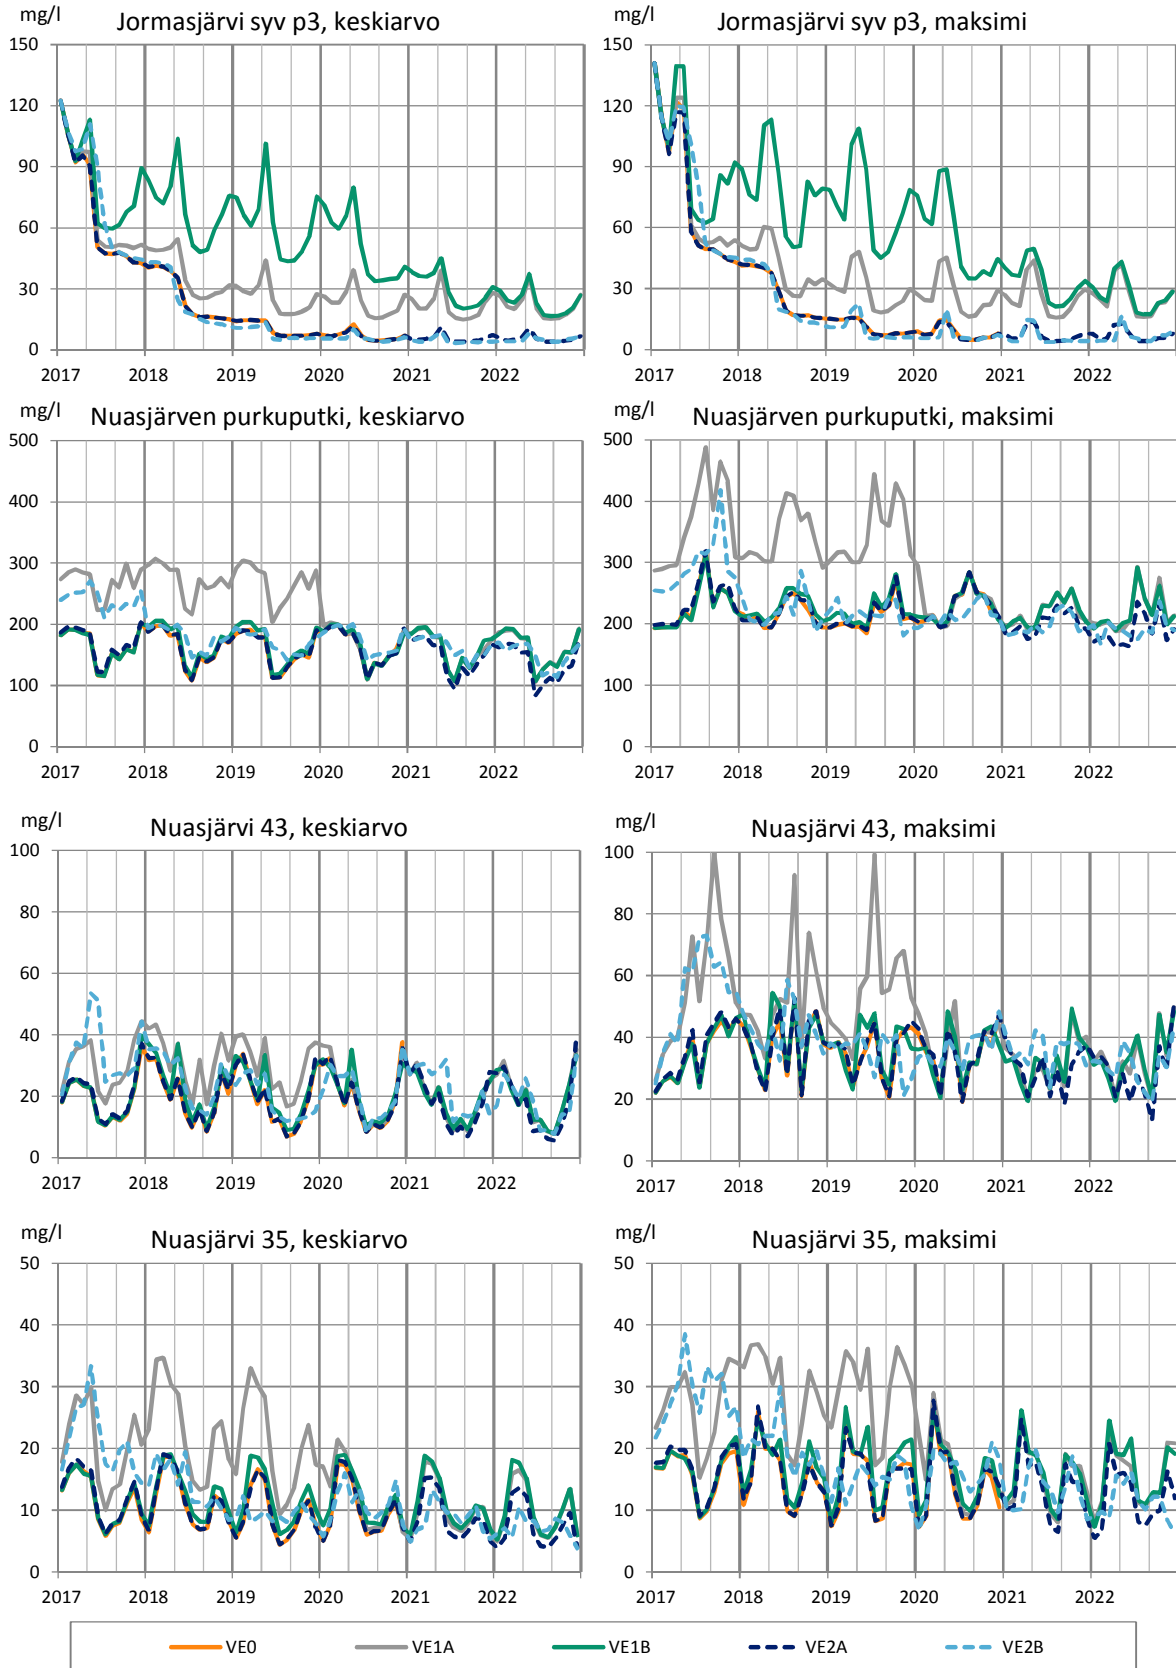 mg/l
Jormasjärvi syv p3, keskiarvo
150
120
90
60
30
0
2017 2018 2019 2020 2021 2022
mg/l
Jormasjärvi syv p3, maksimi
150
120
90
60
30
0
2017 2018 2019 2020 2021 2022
mg/l
Nuasjärven purkuputki, keskiarvo
500
400
300
200
100
0
2017 2018 2019 2020 2021 2022
mg/l
Nuasjärven purkuputki, maksimi
500
400
300
200
100
0
2017 2018 2019 2020 2021 2022
mg/l
Nuasjärvi 43, keskiarvo
100
80
60
40
20
0
2017 2018 2019 2020 2021 2022
mg/l
Nuasjärvi 43, maksimi
100
80
60
40
20
0
2017 2018 2019 2020 2021 2022
mg/l
Nuasjärvi 35, keskiarvo
50
40
30
20
10
0
2017 2018 2019 2020 2021 2022
mg/l
Nuasjärvi 35, maksimi
50
40
30
20
10
0
2017 2018 2019 2020 2021 2022
VE0 VE1A VE1B VE2A VE2B